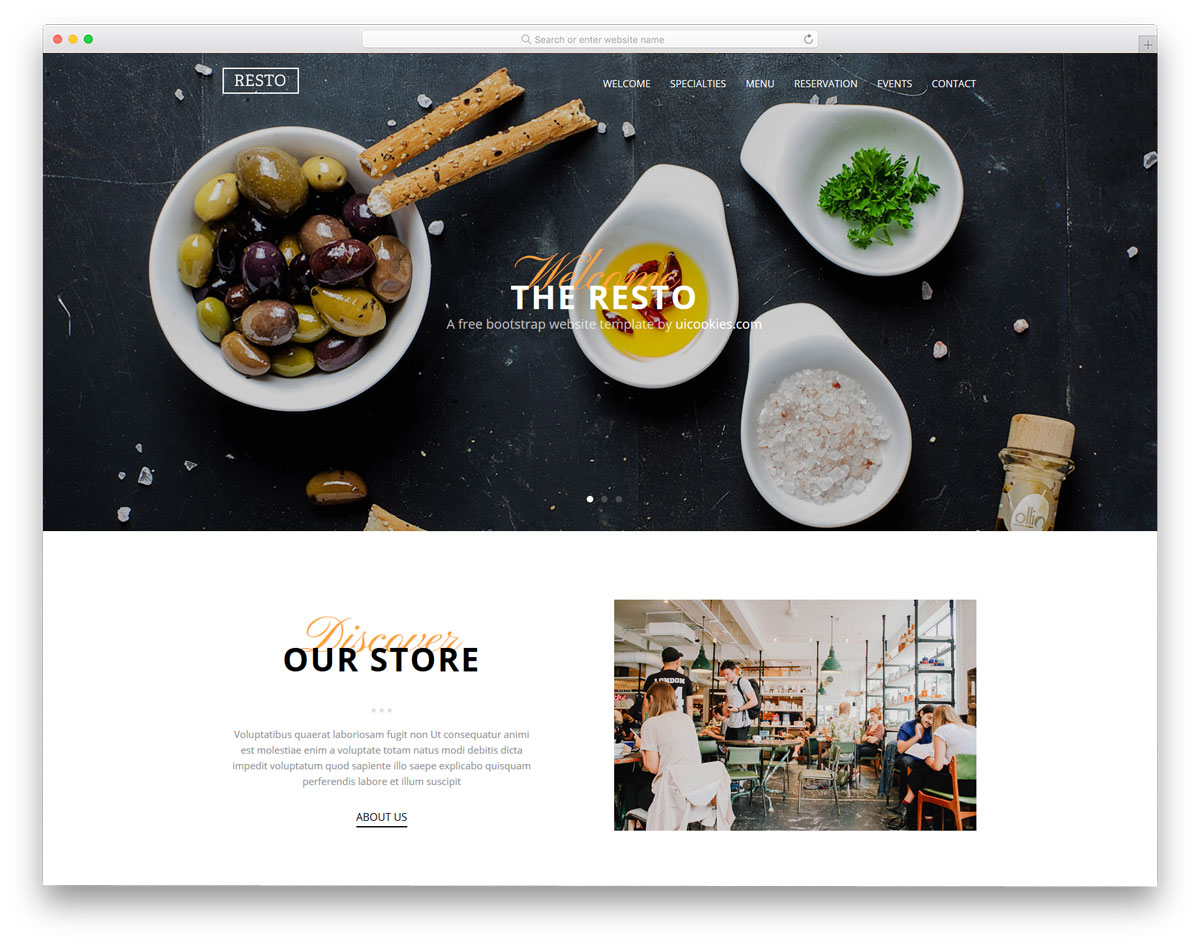 Search or enter website name
RESTO
WELCOME SPECIALTIES MENU RESERVATION EVENTS CONTACT
Welcome
THE RESTO
A free bootstrap website template by uicookies.com
ollio
Discover
OUR STORE
Voluptatibus quaerat laboriosam fugit non Ut consequatur animi
est molestiae enim a voluptate totam natus modi debitis dicta
impedit voluptatum quod sapiente illo saepe explicabo quisquam
perferendis labore et illum suscipit
ABOUT US
LONDON